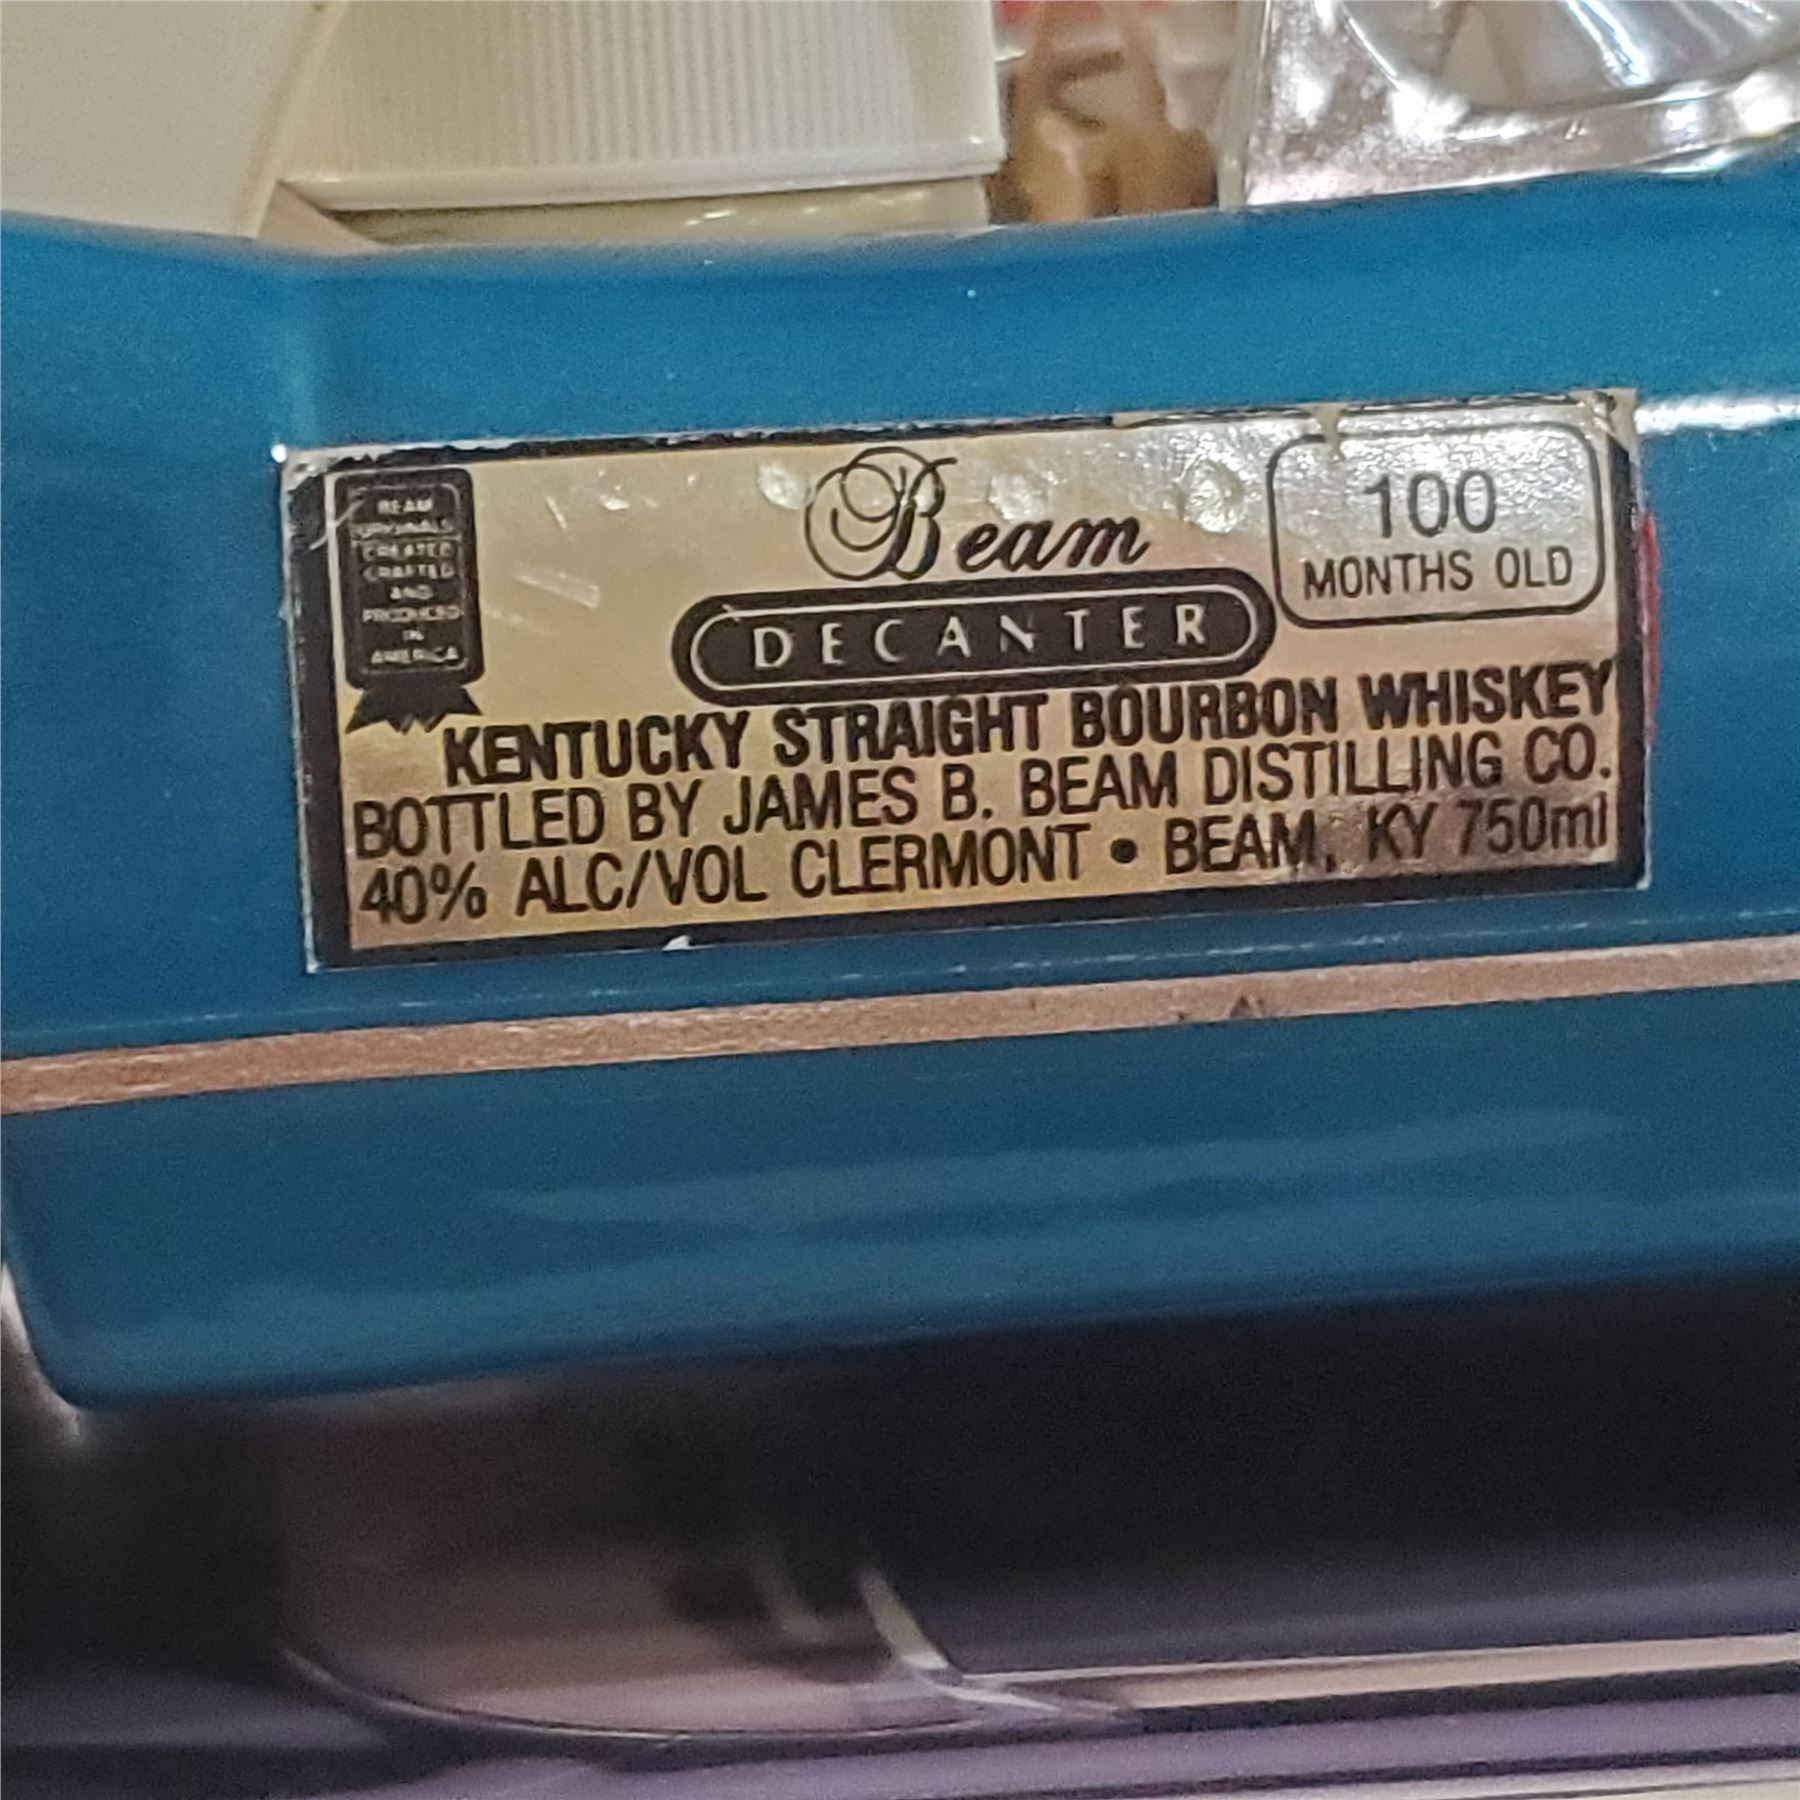 BEAM
ORIGINALS
CREATED
CRAFTED
AND
PRODUCED
IN
AMERICA
Beam
DECANTER
100
MONTHS OLD
KENTUCKY STRAIGHT BOURBON WHISKEY
BOTTLED BY JAMES B. BEAM DISTILLING CO.
40% ALC/VOL CLERMONT • BEAM, KY 750ml